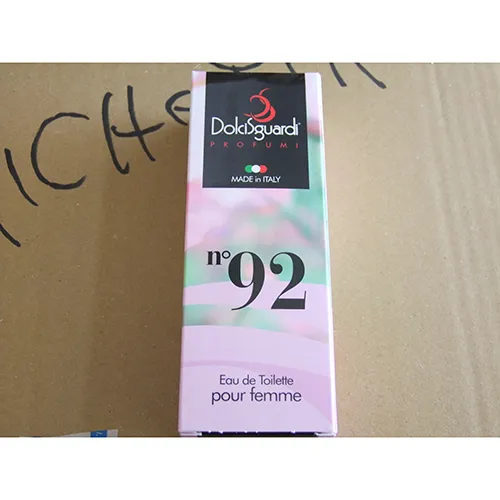 DolciSguardi
PROFUMI
MADE in ITALY
n° 92
Eau de Toilette
pour femme